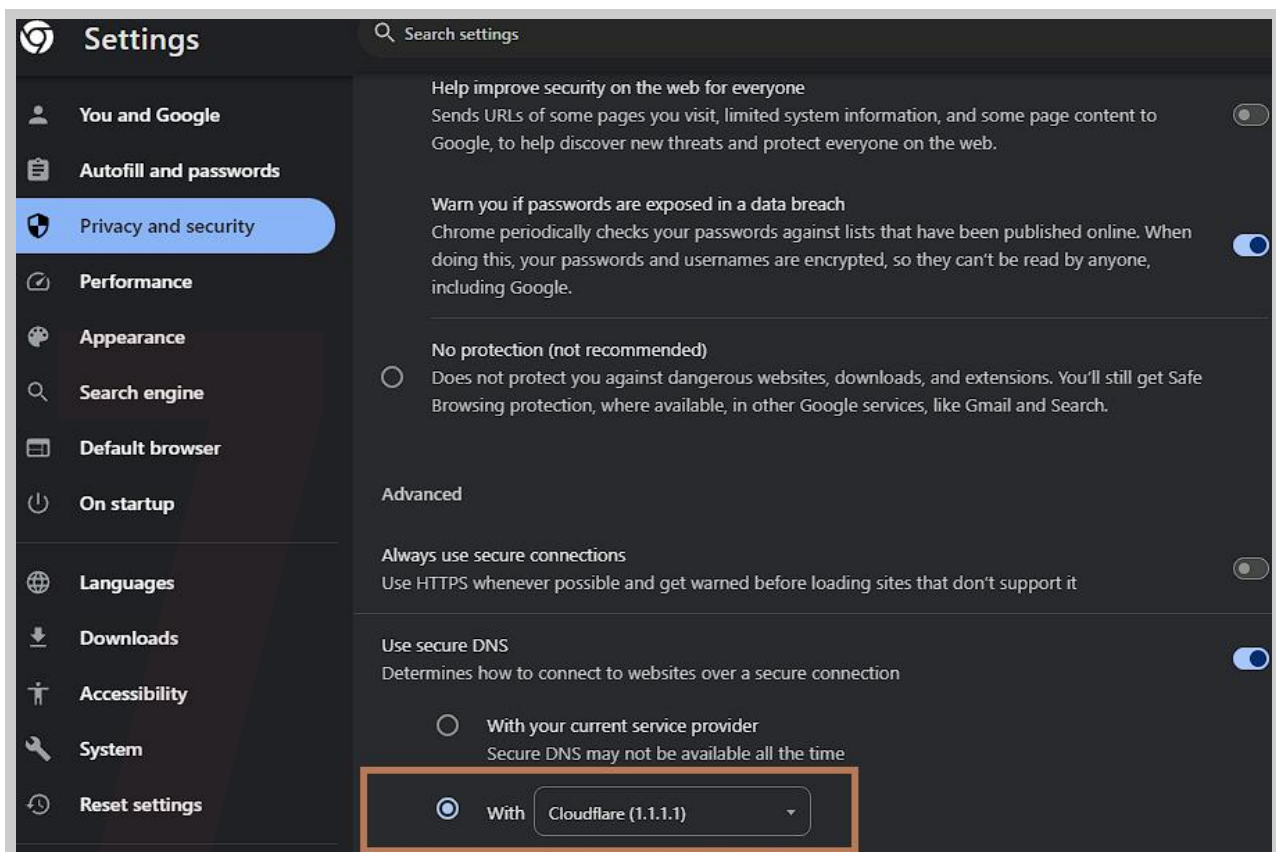 Settings
Search settings
You and Google
Autofill and passwords
Privacy and security
Performance
Appearance
Search engine
Default browser
On startup
Languages
Downloads
Accessibility
System
Reset settings
Help improve security on the web for everyone
Sends URLs of some pages you visit, limited system information, and some page content to
Google, to help discover new threats and protect everyone on the web.
Warn you if passwords are exposed in a data breach
Chrome periodically checks your passwords against lists that have been published online. When
doing this, your passwords and usernames are encrypted, so they can't be read by anyone,
including Google.
No protection (not recommended)
Does not protect you against dangerous websites, downloads, and extensions. You'll still get Safe
Browsing protection, where available, in other Google services, like Gmail and Search.
Advanced
Always use secure connections
Use HTTPS whenever possible and get warned before loading sites that don't support it
Use secure DNS
Determines how to connect to websites over a secure connection
With your current service provider
Secure DNS may not be available all the time
With Cloudflare (1.1.1.1)